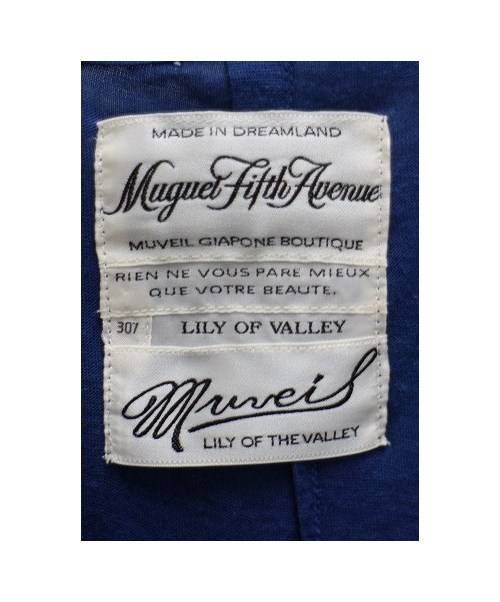 MADE IN DREAMLAND
Muguet Fifth Avenue
MUVEIL GIAPONE BOUTIQUE
RIEN NE VOUS PARE MIEUX
QUE VOTRE BEAUTE.
307 LILY OF VALLEY
Muveil
LILY OF THE VALLEY